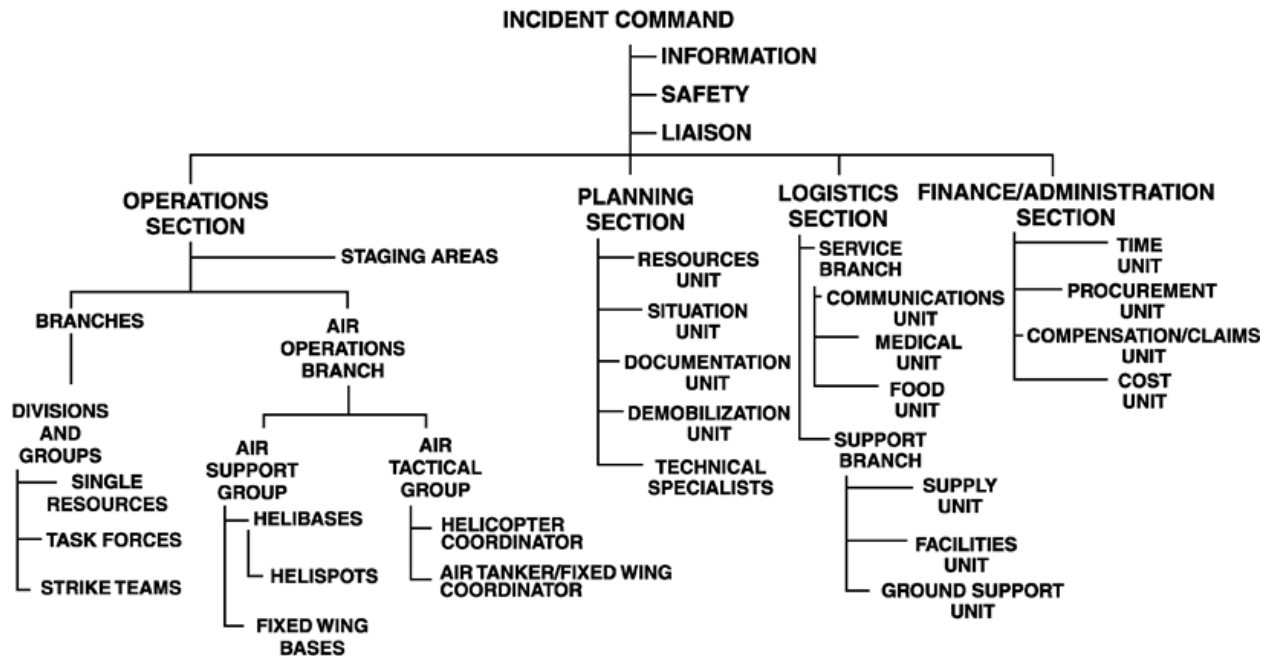 INCIDENT COMMAND
INFORMATION
SAFETY
LIAISON
OPERATIONS
SECTION
STAGING AREAS
BRANCHES
DIVISIONS
AND
GROUPS
SINGLE
RESOURCES
TASK FORCES
STRIKE TEAMS
AIR
OPERATIONS
BRANCH
AIR
SUPPORT
GROUP
HELIBASES
HELISPOTS
FIXED WING
BASES
AIR
TACTICAL
GROUP
HELICOPTER
COORDINATOR
AIR TANKER/FIXED WING
COORDINATOR
PLANNING
SECTION
RESOURCES
UNIT
SITUATION
UNIT
DOCUMENTATION
UNIT
DEMOBILIZATION
UNIT
TECHNICAL
SPECIALISTS
LOGISTICS
SECTION
SERVICE
BRANCH
COMMUNICATIONS
UNIT
MEDICAL
UNIT
FOOD
UNIT
SUPPORT
BRANCH
SUPPLY
UNIT
FACILITIES
UNIT
GROUND SUPPORT
UNIT
FINANCE/ADMINISTRATION
SECTION
TIME
UNIT
PROCUREMENT
UNIT
COMPENSATION/CLAIMS
UNIT
COST
UNIT